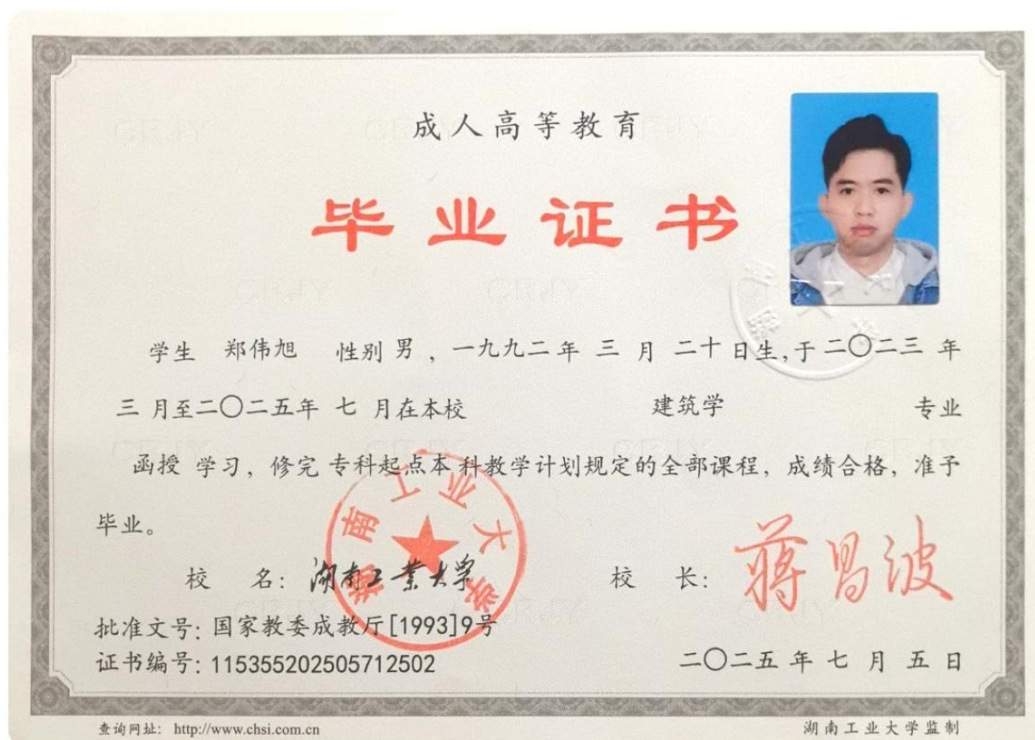 成人高等教育
毕业证书
学生 郑伟旭 性别 男 ，一九九二 年 三 月 二十 日生，于 二〇二三 年
三 月至二〇二五年 七 月在本校 建筑学 专业
函授 学习，修完 专科起点本 科教学计划规定的全部课程，成绩合格，准予
毕业。
湖南工业大学
校 名：湖南工業大学 校 长：蒋昌波
批准文号：国家教委成教厅[1993]9号
证书编号：115355202505712502 二〇二五 年 七 月 五 日
查询网址：http://www.chsi.com.cn 湖南工业大学监制